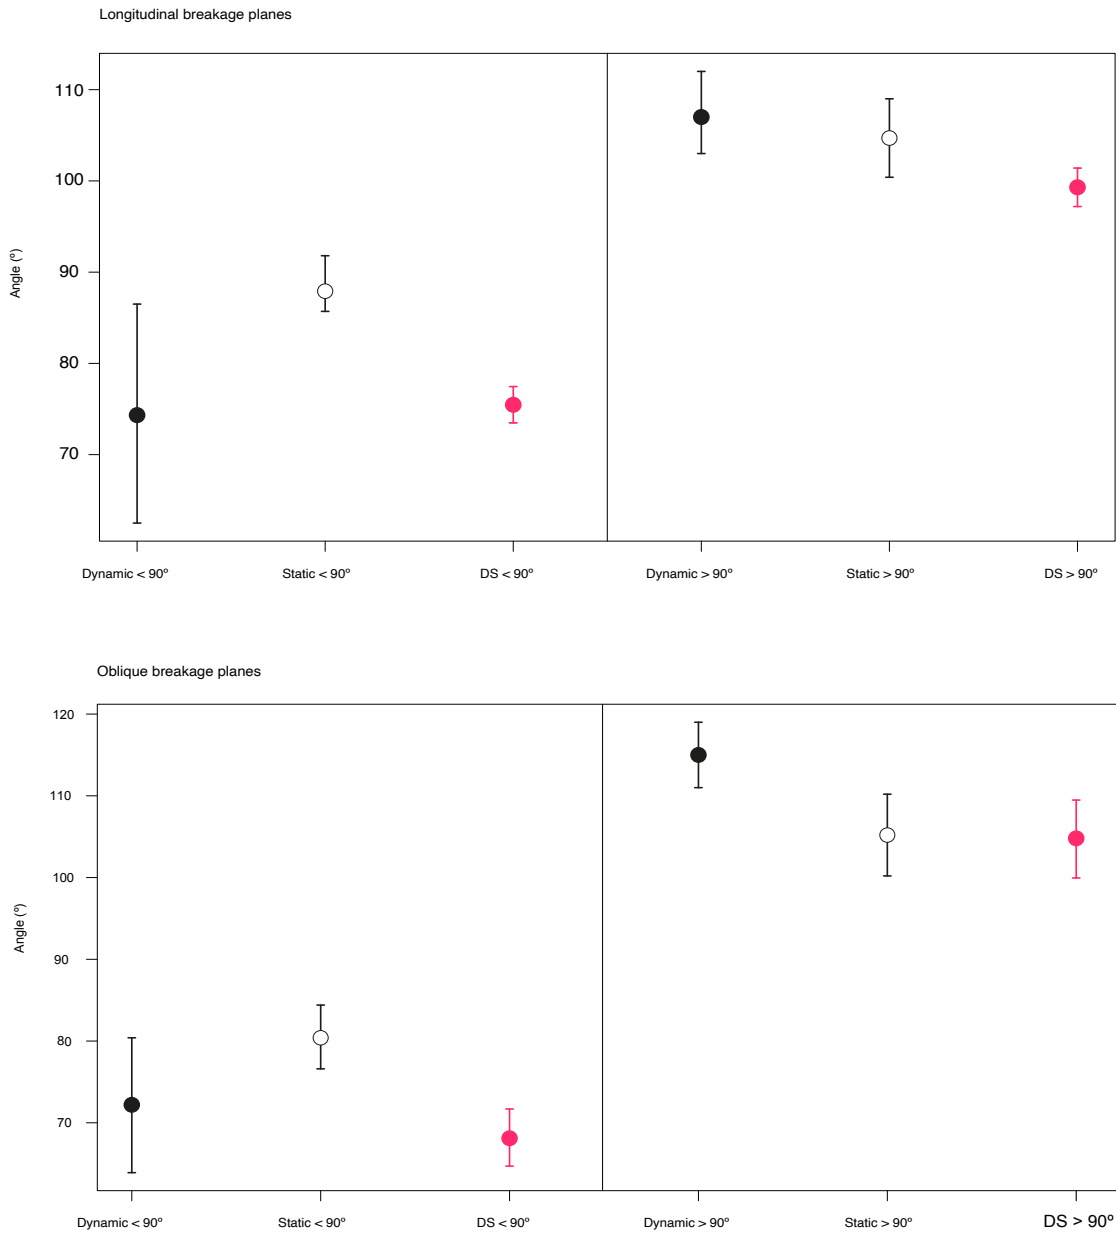 Longitudinal breakage planes
110
100
90
80
70
Angle (º)
Dynamic < 90º Static < 90º DS < 90º Dynamic > 90º Static > 90º DS > 90º
Oblique breakage planes
120
110
100
90
80
70
Angle (º)
Dynamic < 90º Static < 90º DS < 90º Dynamic > 90º Static > 90º DS > 90º